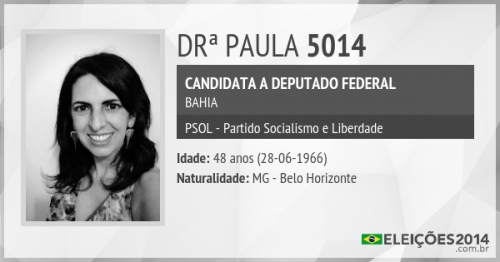 DRª PAULA 5014
CANDIDATA A DEPUTADO FEDERAL
BAHIA
PSOL - Partido Socialismo e Liberdade
Idade: 48 anos (28-06-1966)
Naturalidade: MG - Belo Horizonte
ELEIÇÕES2014
.com.br